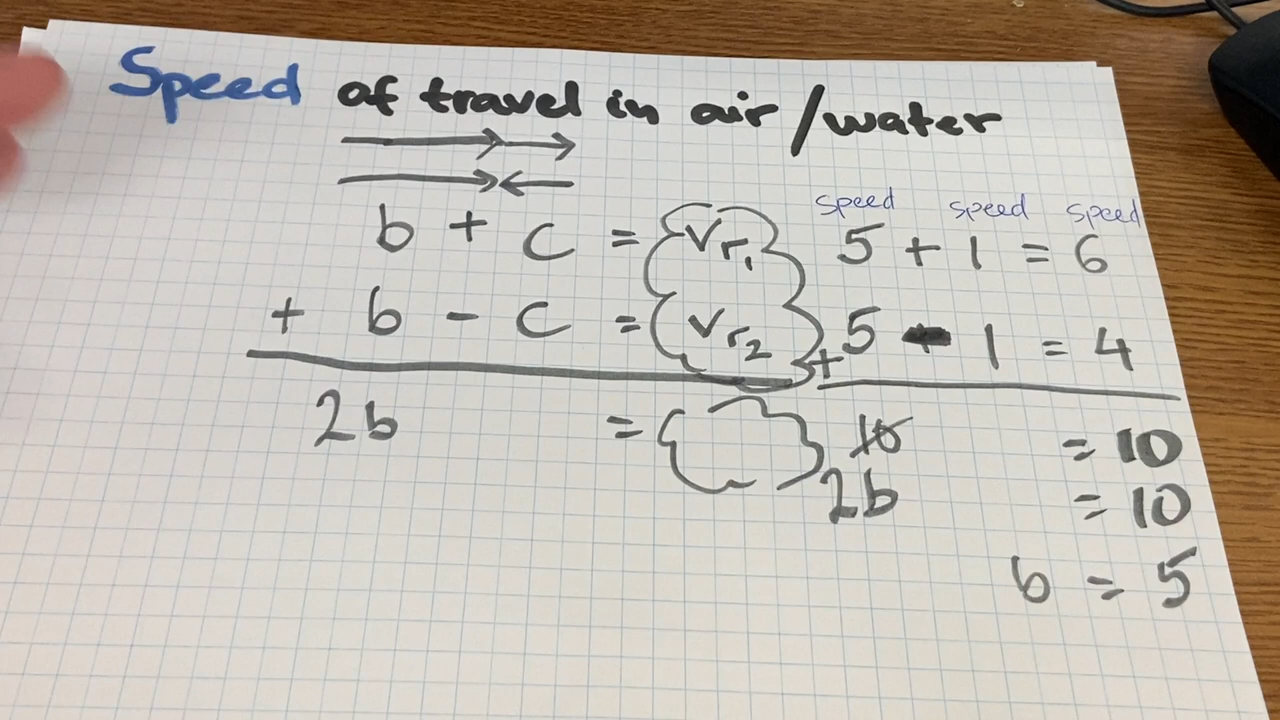 Speed of travel in air/water
speed speed speed
b + c = Vr₁ 5 + 1 = 6
+ b - c = Vr₂ + 5 - 1 = 4
2b = 10 = 10
2b = 10
b = 5